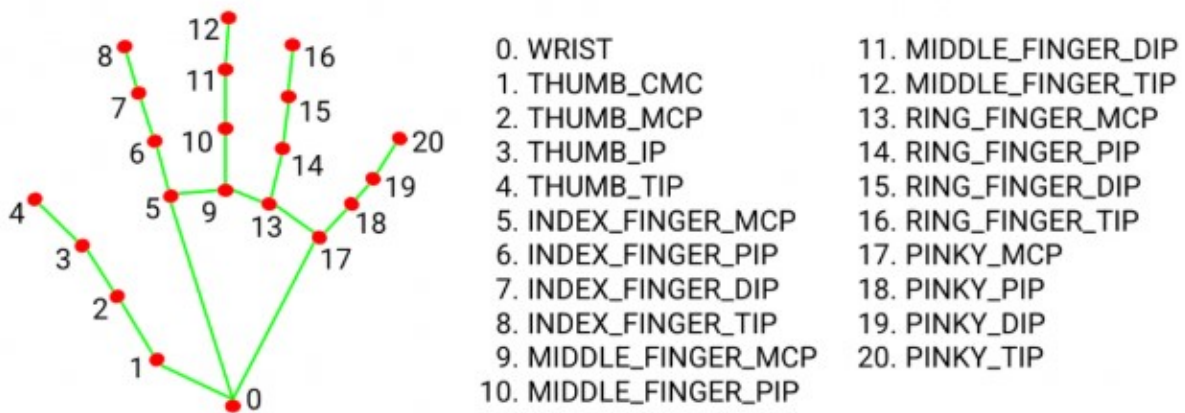 12
8
16
11
7
15
10
20
6
14
19
4
5
9
18
13
3
17
2
1
0
0. WRIST
1. THUMB_CMC
2. THUMB_MCP
3. THUMB_IP
4. THUMB_TIP
5. INDEX_FINGER_MCP
6. INDEX_FINGER_PIP
7. INDEX_FINGER_DIP
8. INDEX_FINGER_TIP
9. MIDDLE_FINGER_MCP
10. MIDDLE_FINGER_PIP
11. MIDDLE_FINGER_DIP
12. MIDDLE_FINGER_TIP
13. RING_FINGER_MCP
14. RING_FINGER_PIP
15. RING_FINGER_DIP
16. RING_FINGER_TIP
17. PINKY_MCP
18. PINKY_PIP
19. PINKY_DIP
20. PINKY_TIP